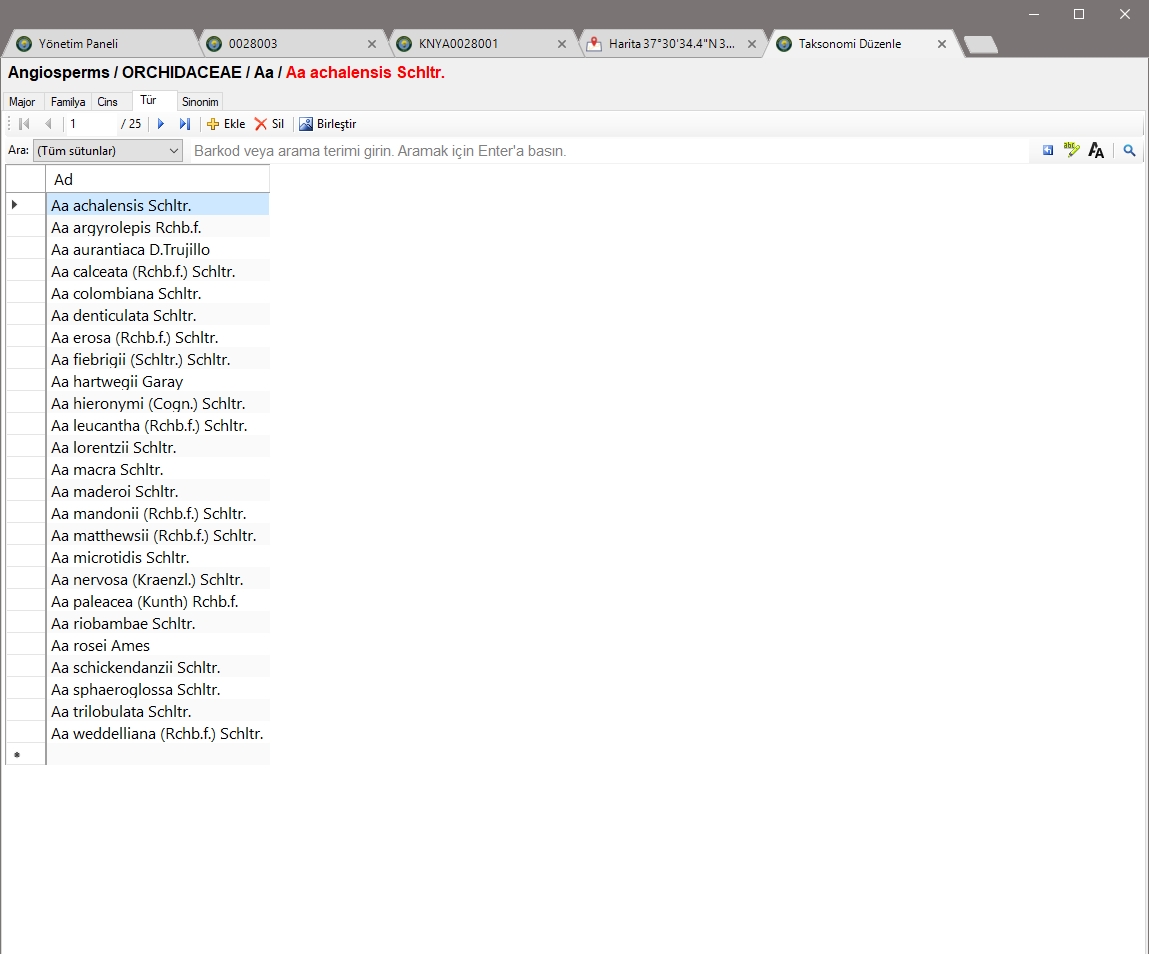 Yönetim Paneli 0028003 KNYA0028001 Harita 37°30'34.4"N 3... Taksonomi Düzenle
Angiosperms / ORCHIDACEAE / Aa / Aa achalensis Schltr.
Major Familya Cins Tür Sinonim
1 / 25 Ekle Sil Birleştir
Ara: (Tüm sütunlar) Barkod veya arama terimi girin. Aramak için Enter'a basın.
Ad
Aa achalensis Schltr.
Aa argyrolepis Rchb.f.
Aa aurantiaca D.Trujillo
Aa calceata (Rchb.f.) Schltr.
Aa colombiana Schltr.
Aa denticulata Schltr.
Aa erosa (Rchb.f.) Schltr.
Aa fiebrigii (Schltr.) Schltr.
Aa hartwegii Garay
Aa hieronymi (Cogn.) Schltr.
Aa leucantha (Rchb.f.) Schltr.
Aa lorentzii Schltr.
Aa macra Schltr.
Aa maderoi Schltr.
Aa mandonii (Rchb.f.) Schltr.
Aa matthewsii (Rchb.f.) Schltr.
Aa microtidis Schltr.
Aa nervosa (Kraenzl.) Schltr.
Aa paleacea (Kunth) Rchb.f.
Aa riobambae Schltr.
Aa rosei Ames
Aa schickendanzii Schltr.
Aa sphaeroglossa Schltr.
Aa trilobulata Schltr.
Aa weddelliana (Rchb.f.) Schltr.